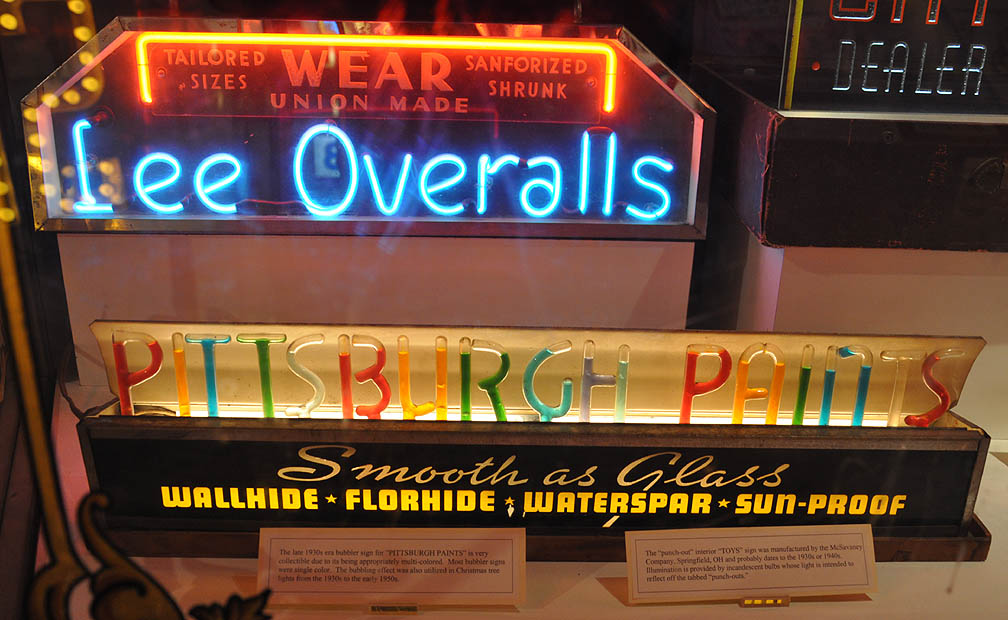 TAILORED SIZES
WEAR
SANFORIZED SHRUNK
UNION MADE
Lee Overalls
DEALER
PITTSBURGH PAINTS
Smooth as Glass
WALLHIDE ★ FLORHIDE ★ WATERSPAR ★ SUN-PROOF
The late 1930s era bubbler sign for "PITTSBURGH PAINTS" is very
collectible due to its being appropriately multi-colored. Most bubbler signs
were single color. The bubbling effect was also utilized in Christmas tree
lights from the 1930s to the early 1950s.
The "punch-out" interior "TOYS" sign was manufactured by the McSavaney
Company, Springfield, OH and probably dates to the 1930s or 1940s.
Illumination is provided by incandescent bulbs whose light is intended to
reflect off the tabbed "punch-outs."